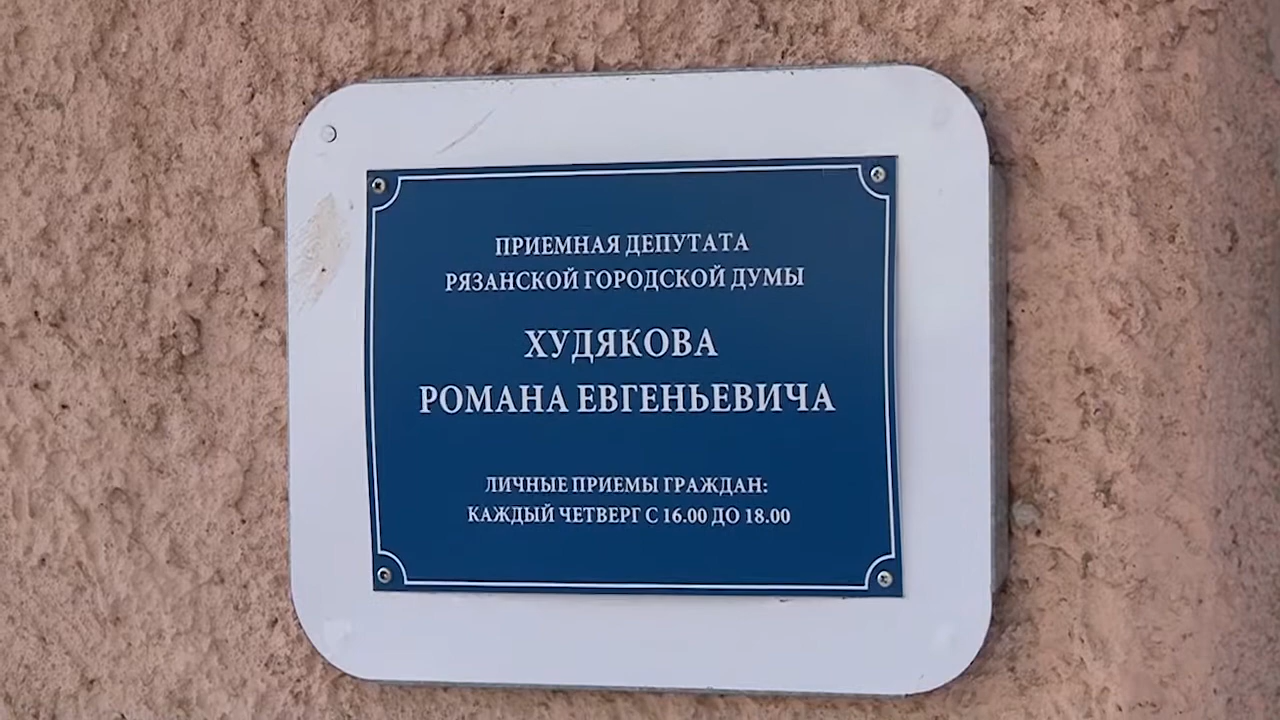 ПРИЕМНАЯ ДЕПУТАТА
РЯЗАНСКОЙ ГОРОДСКОЙ ДУМЫ
ХУДЯКОВА
РОМАНА ЕВГЕНЬЕВИЧА
ЛИЧНЫЕ ПРИЕМЫ ГРАЖДАН:
КАЖДЫЙ ЧЕТВЕРГ С 16.00 ДО 18.00